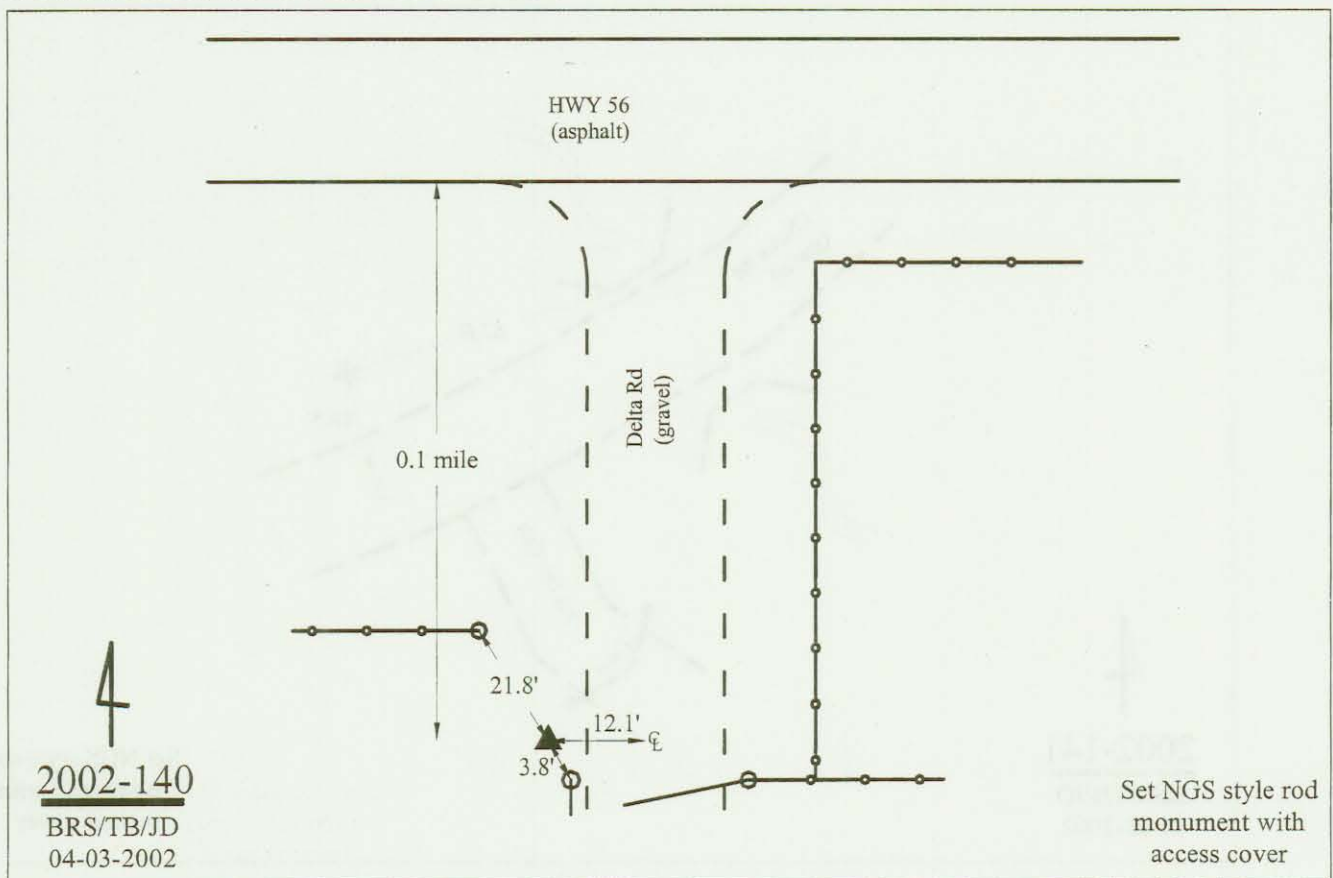 HWY 56
(asphalt)
Delta Rd
(gravel)
0.1 mile
21.8'
12.1'
℄
3.8'
2002-140
BRS/TB/JD
04-03-2002
Set NGS style rod
monument with
access cover